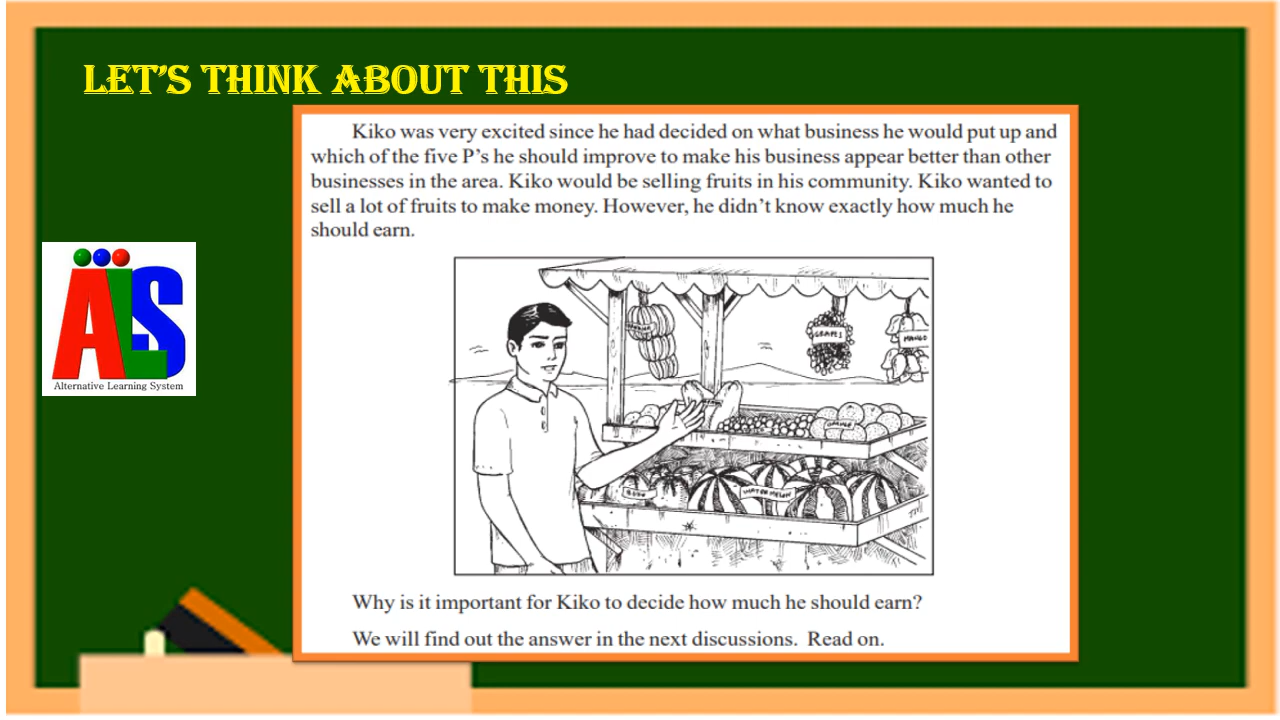 LET'S THINK ABOUT THIS
Kiko was very excited since he had decided on what business he would put up and
which of the five P's he should improve to make his business appear better than other
businesses in the area. Kiko would be selling fruits in his community. Kiko wanted to
sell a lot of fruits to make money. However, he didn't know exactly how much he
should earn.
ALS
Alternative Learning System
GRAPES
MANGO
ORANGE
WATERMELON
Why is it important for Kiko to decide how much he should earn?
We will find out the answer in the next discussions. Read on.